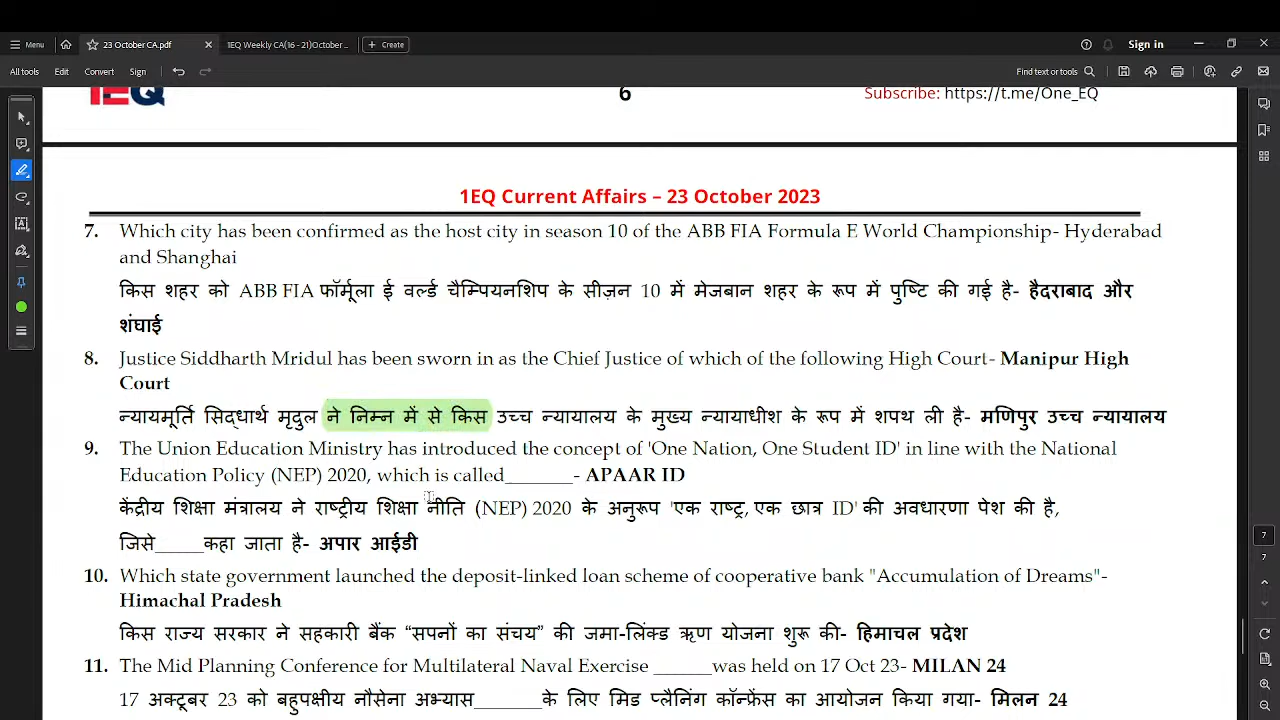 Menu
23 October CA.pdf
1EQ Weekly CA(16 - 21)October...
Create
Sign in
All tools
Edit
Convert
Sign
Find text or tools
1EQ
6
Subscribe: https://t.me/One_EQ
1EQ Current Affairs – 23 October 2023
7. Which city has been confirmed as the host city in season 10 of the ABB FIA Formula E World Championship- Hyderabad
and Shanghai
किस शहर को ABB FIA फॉर्मूला ई वर्ल्ड चैम्पियनशिप के सीज़न 10 में मेजबान शहर के रूप में पुष्टि की गई है- हैदराबाद और
शंघाई
8. Justice Siddharth Mridul has been sworn in as the Chief Justice of which of the following High Court- Manipur High
Court
न्यायमूर्ति सिद्धार्थ मृदुल ने निम्न में से किस उच्च न्यायालय के मुख्य न्यायाधीश के रूप में शपथ ली है- मणिपुर उच्च न्यायालय
9. The Union Education Ministry has introduced the concept of 'One Nation, One Student ID' in line with the National
Education Policy (NEP) 2020, which is called_______- APAAR ID
केंद्रीय शिक्षा मंत्रालय ने राष्ट्रीय शिक्षा नीति (NEP) 2020 के अनुरूप 'एक राष्ट्र, एक छात्र ID' की अवधारणा पेश की है,
जिसे_____कहा जाता है- अपार आईडी
10. Which state government launched the deposit-linked loan scheme of cooperative bank "Accumulation of Dreams"-
Himachal Pradesh
किस राज्य सरकार ने सहकारी बैंक “सपनों का संचय” की जमा-लिंक्ड ऋण योजना शुरू की- हिमाचल प्रदेश
11. The Mid Planning Conference for Multilateral Naval Exercise ______was held on 17 Oct 23- MILAN 24
17 अक्टूबर 23 को बहुपक्षीय नौसेना अभ्यास_______के लिए मिड प्लैनिंग कॉन्फ्रेंस का आयोजन किया गया- मिलन 24
7
7